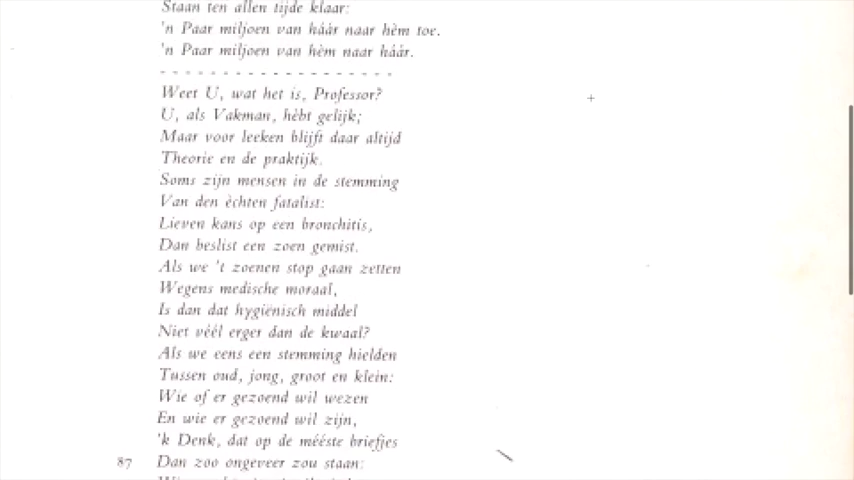 Staan ten allen tijde klaar:
'n Paar miljoen van háár naar hèm toe.
'n Paar miljoen van hèm naar háár.
- - - - - - - - - - - - - - - - - - -
Weet U, wat het is, Professor?
U, als Vakman, hèbt gelijk;
Maar voor leeken blijft daar altijd
Theorie en de praktijk.
Soms zijn mensen in de stemming
Van den èchten fatalist:
Lieven kans op een bronchitis,
Dan beslist een zoen gemist.
Als we 't zoenen stop gaan zetten
Wegens medische moraal,
Is dan dat hygiënisch middel
Niet véél erger dan de kwaal?
Als we eens een stemming hielden
Tussen oud, jong, groot en klein:
Wie of er gezoend wil wezen
En wie er gezoend wil zijn,
'k Denk, dat op de mééste briefjes
87 Dan zoo ongeveer zou staan: